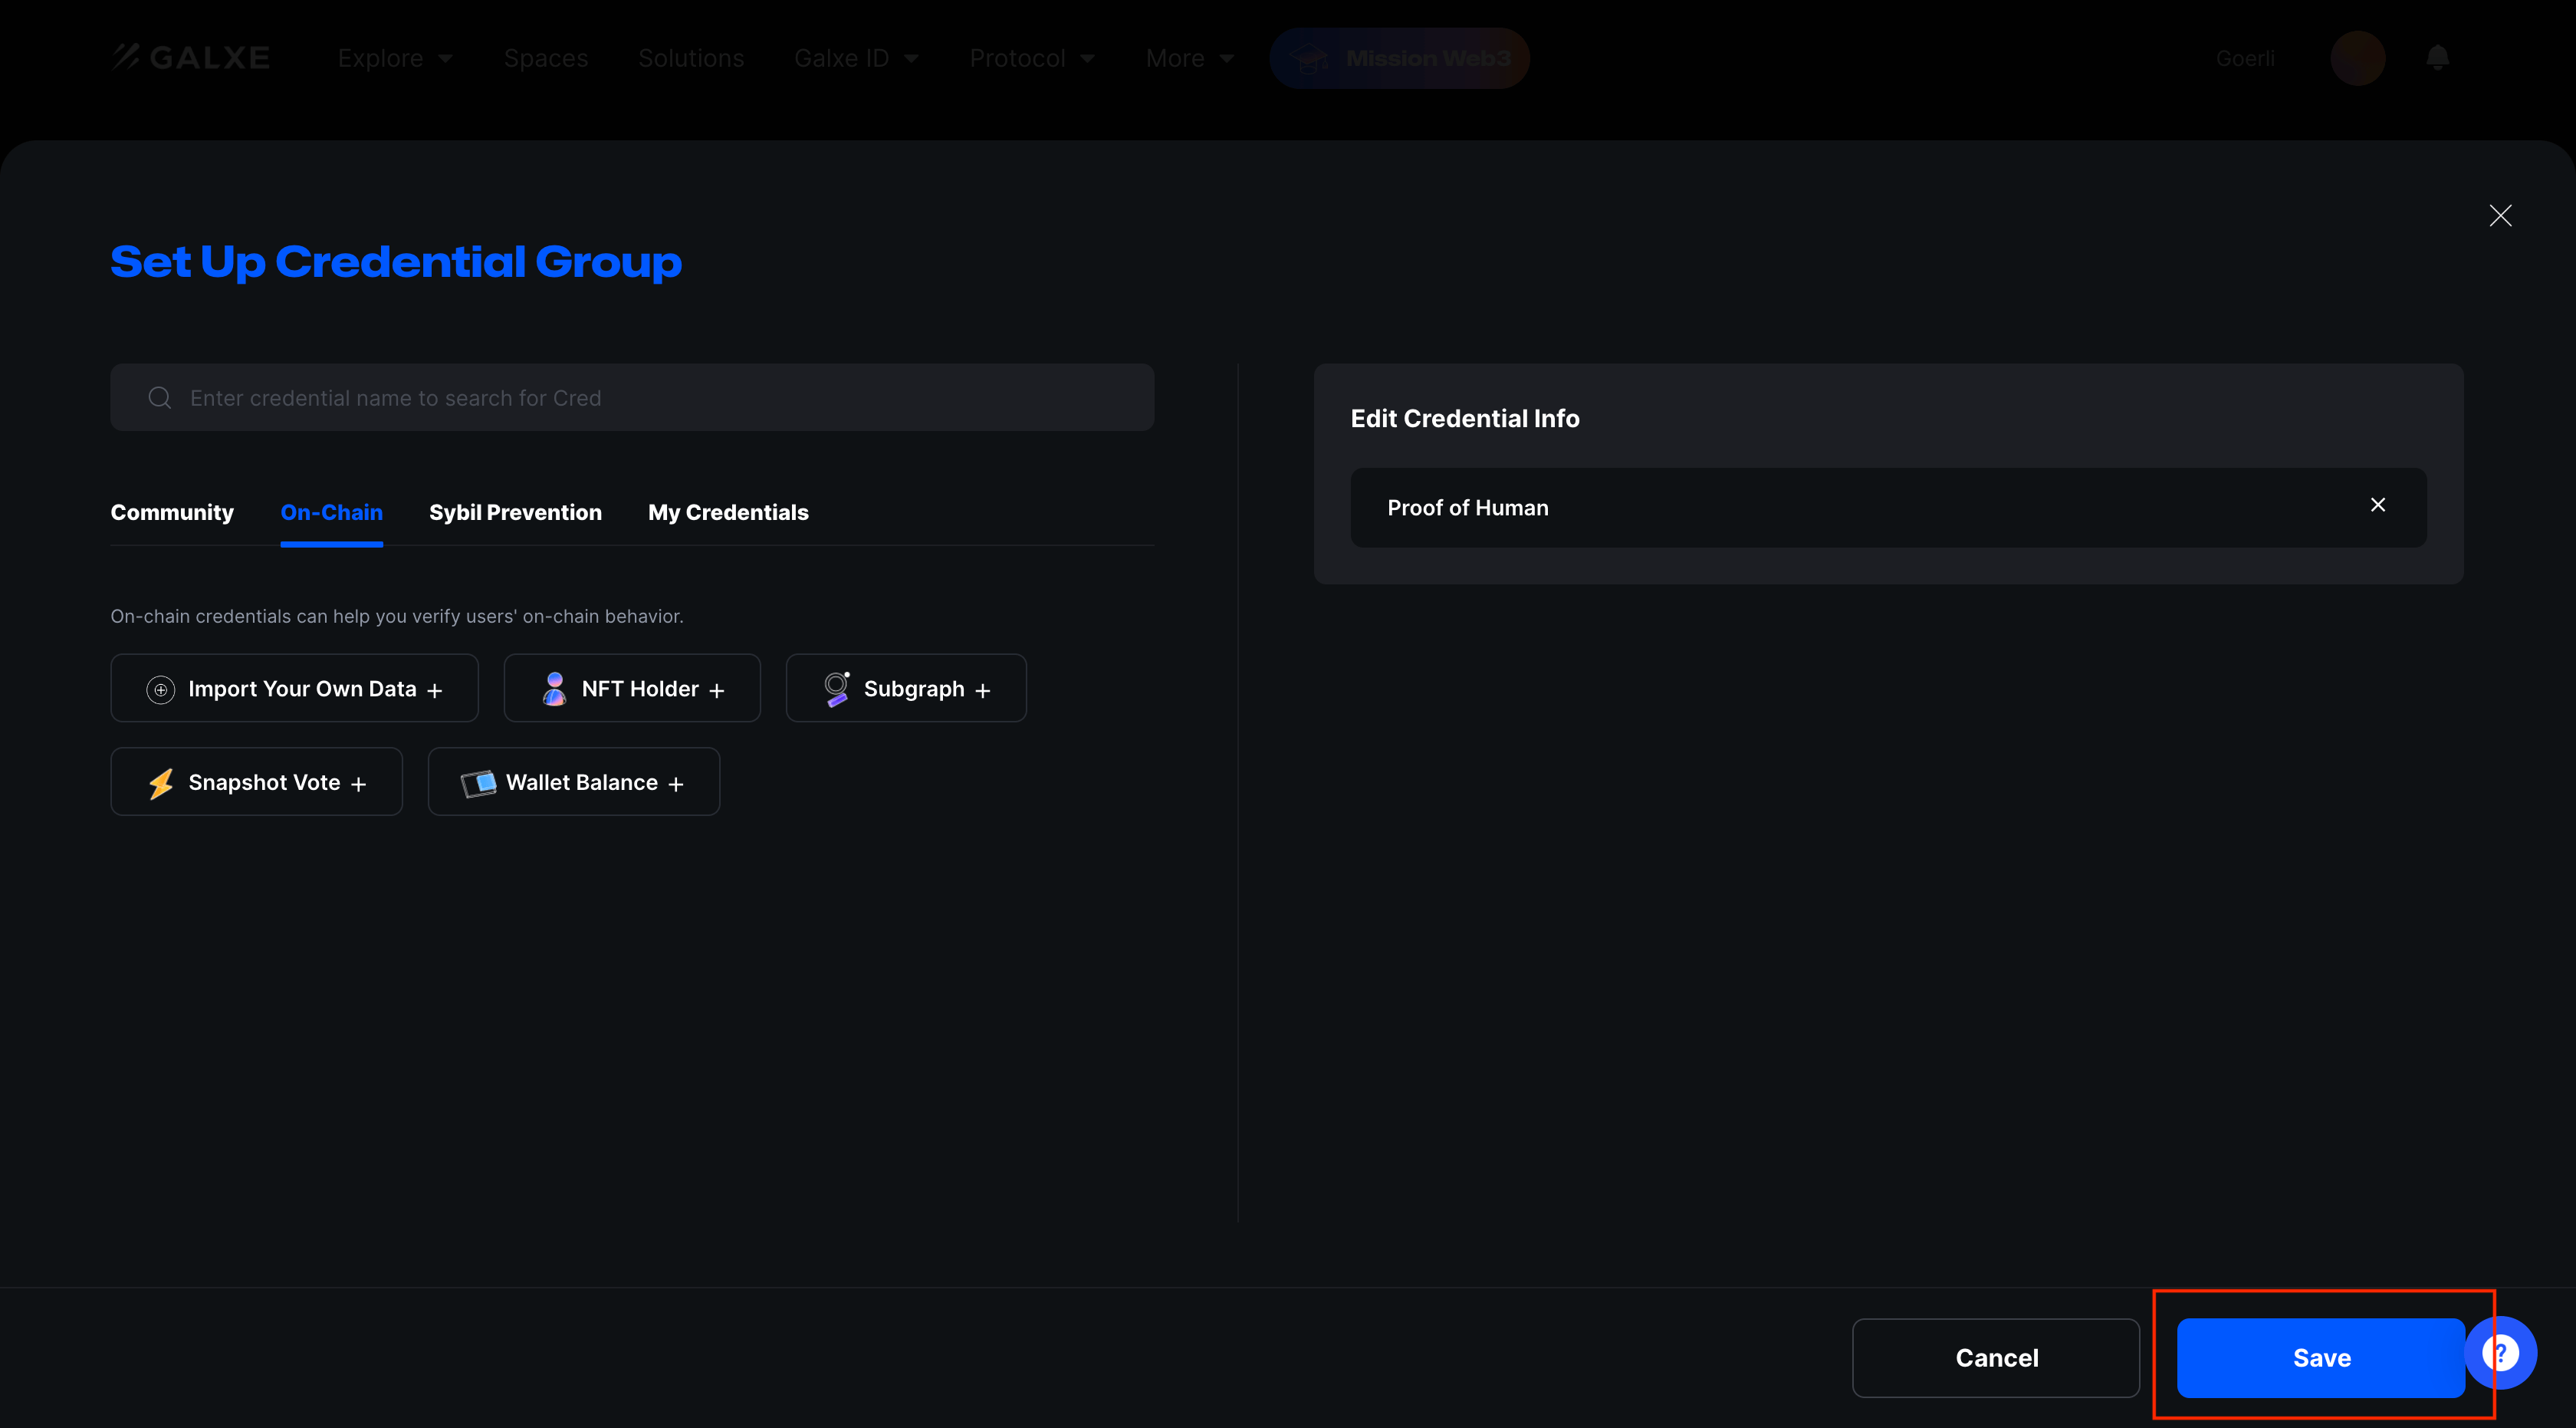 GALXE Explore Spaces Solutions Galxe ID Protocol More Mission Web3 Goerli
Set Up Credential Group
Enter credential name to search for Cred
Community On-Chain Sybil Prevention My Credentials
On-chain credentials can help you verify users' on-chain behavior.
Import Your Own Data + NFT Holder + Subgraph +
Snapshot Vote + Wallet Balance +
Edit Credential Info
Proof of Human
Cancel Save ?